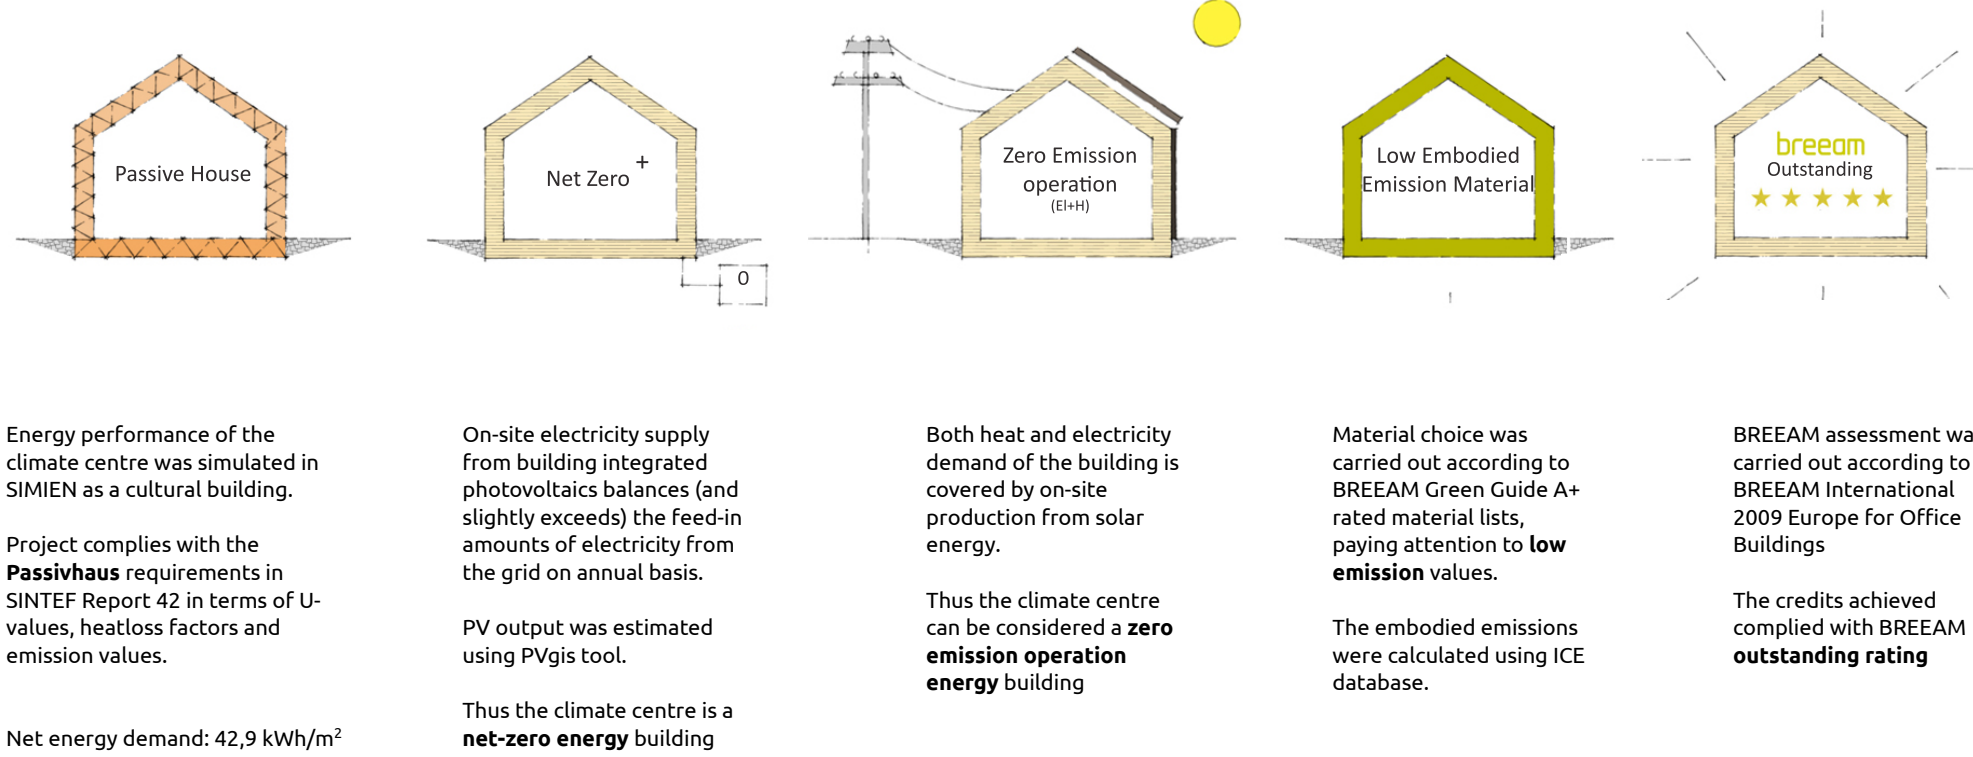 Passive House
Net Zero +
0
Zero Emission
operation
(El+H)
Low Embodied
Emission Material
breeam
Outstanding
Energy performance of the
climate centre was simulated in
SIMIEN as a cultural building.
Project complies with the
Passivhaus requirements in
SINTEF Report 42 in terms of U-
values, heatloss factors and
emission values.
Net energy demand: 42,9 kWh/m²
On-site electricity supply
from building integrated
photovoltaics balances (and
slightly exceeds) the feed-in
amounts of electricity from
the grid on annual basis.
PV output was estimated
using PVgis tool.
Thus the climate centre is a
net-zero energy building
Both heat and electricity
demand of the building is
covered by on-site
production from solar
energy.
Thus the climate centre
can be considered a zero
emission operation
energy building
Material choice was
carried out according to
BREEAM Green Guide A+
rated material lists,
paying attention to low
emission values.
The embodied emissions
were calculated using ICE
database.
BREEAM assessment wa
carried out according to
BREEAM International
2009 Europe for Office
Buildings
The credits achieved
complied with BREEAM
outstanding rating